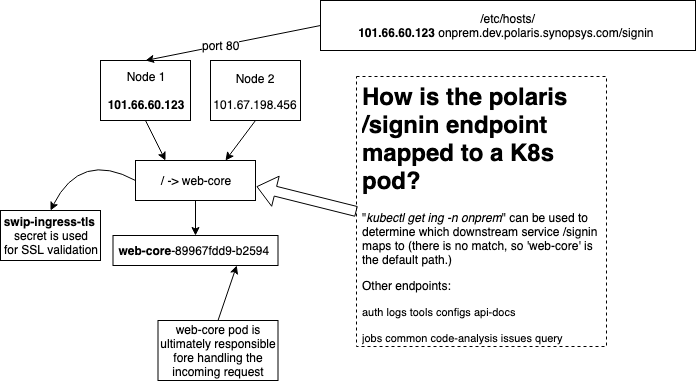 /etc/hosts/
101.66.60.123 onprem.dev.polaris.synopsys.com/signin
port 80
Node 1
101.66.60.123
Node 2
101.67.198.456
/ -> web-core
swip-ingress-tls
secret is used
for SSL validation
web-core-89967fdd9-b2594
web-core pod is
ultimately responsible
fore handling the
incoming request
How is the polaris
/signin endpoint
mapped to a K8s
pod?
"kubectl get ing -n onprem" can be used to
determine which downstream service /signin
maps to (there is no match, so 'web-core' is
the default path.)
Other endpoints:
auth logs tools configs api-docs
jobs common code-analysis issues query